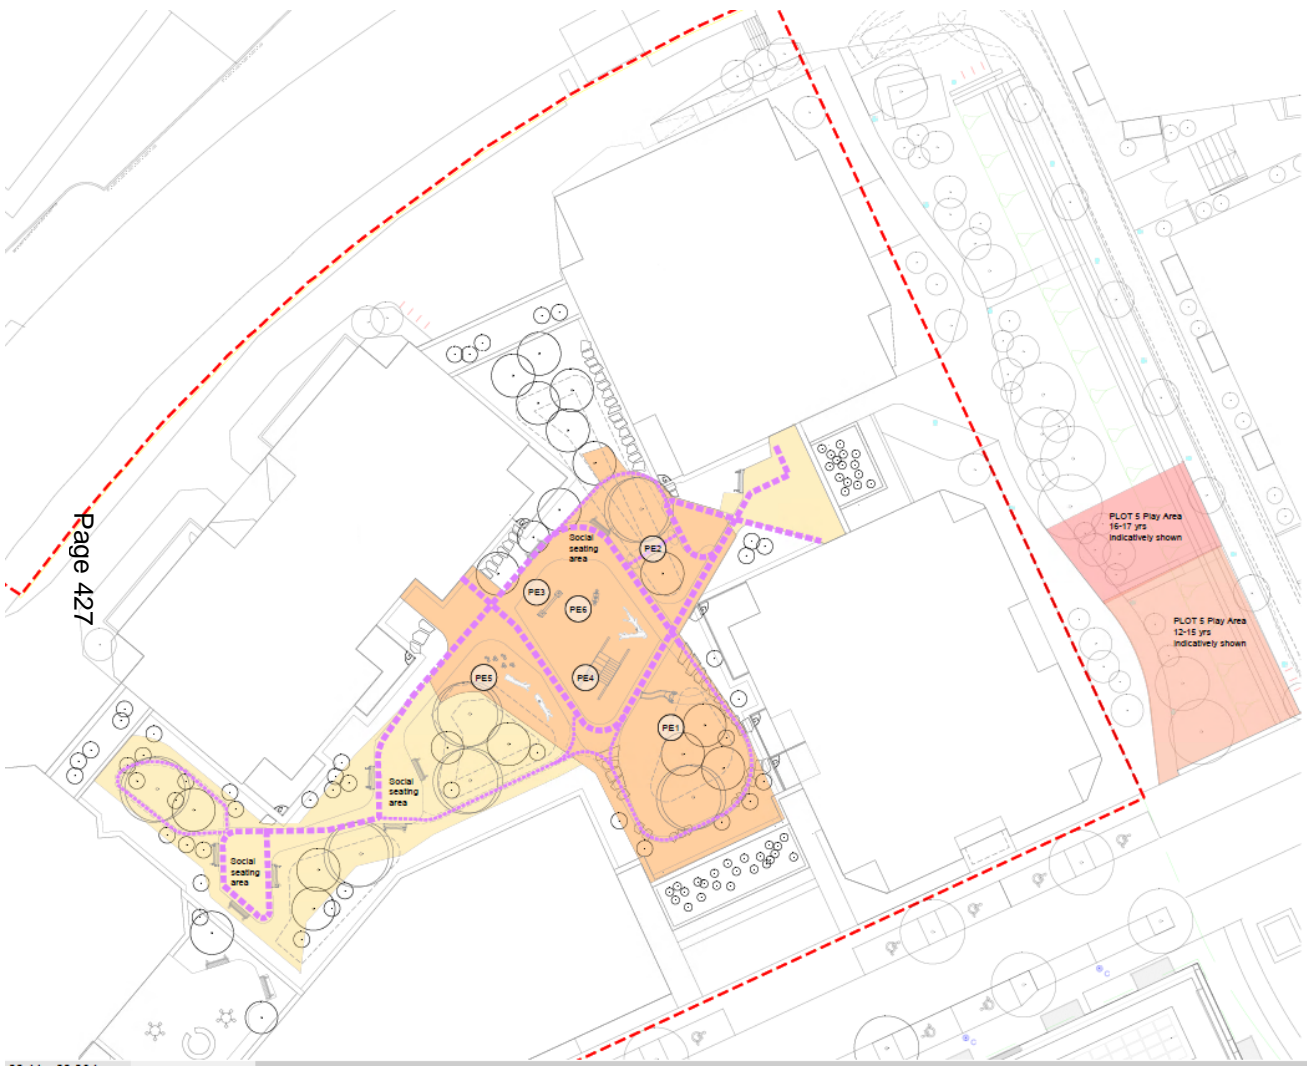 PLOT 5 Play Area
16-17 yrs
indicatively shown
PLOT 5 Play Area
12-15 yrs
indicatively shown
Page 427
Social
seating
area
PE2
PE3
PE6
PE5
PE4
PE1
Social
seating
area
Social
seating
area
C
C